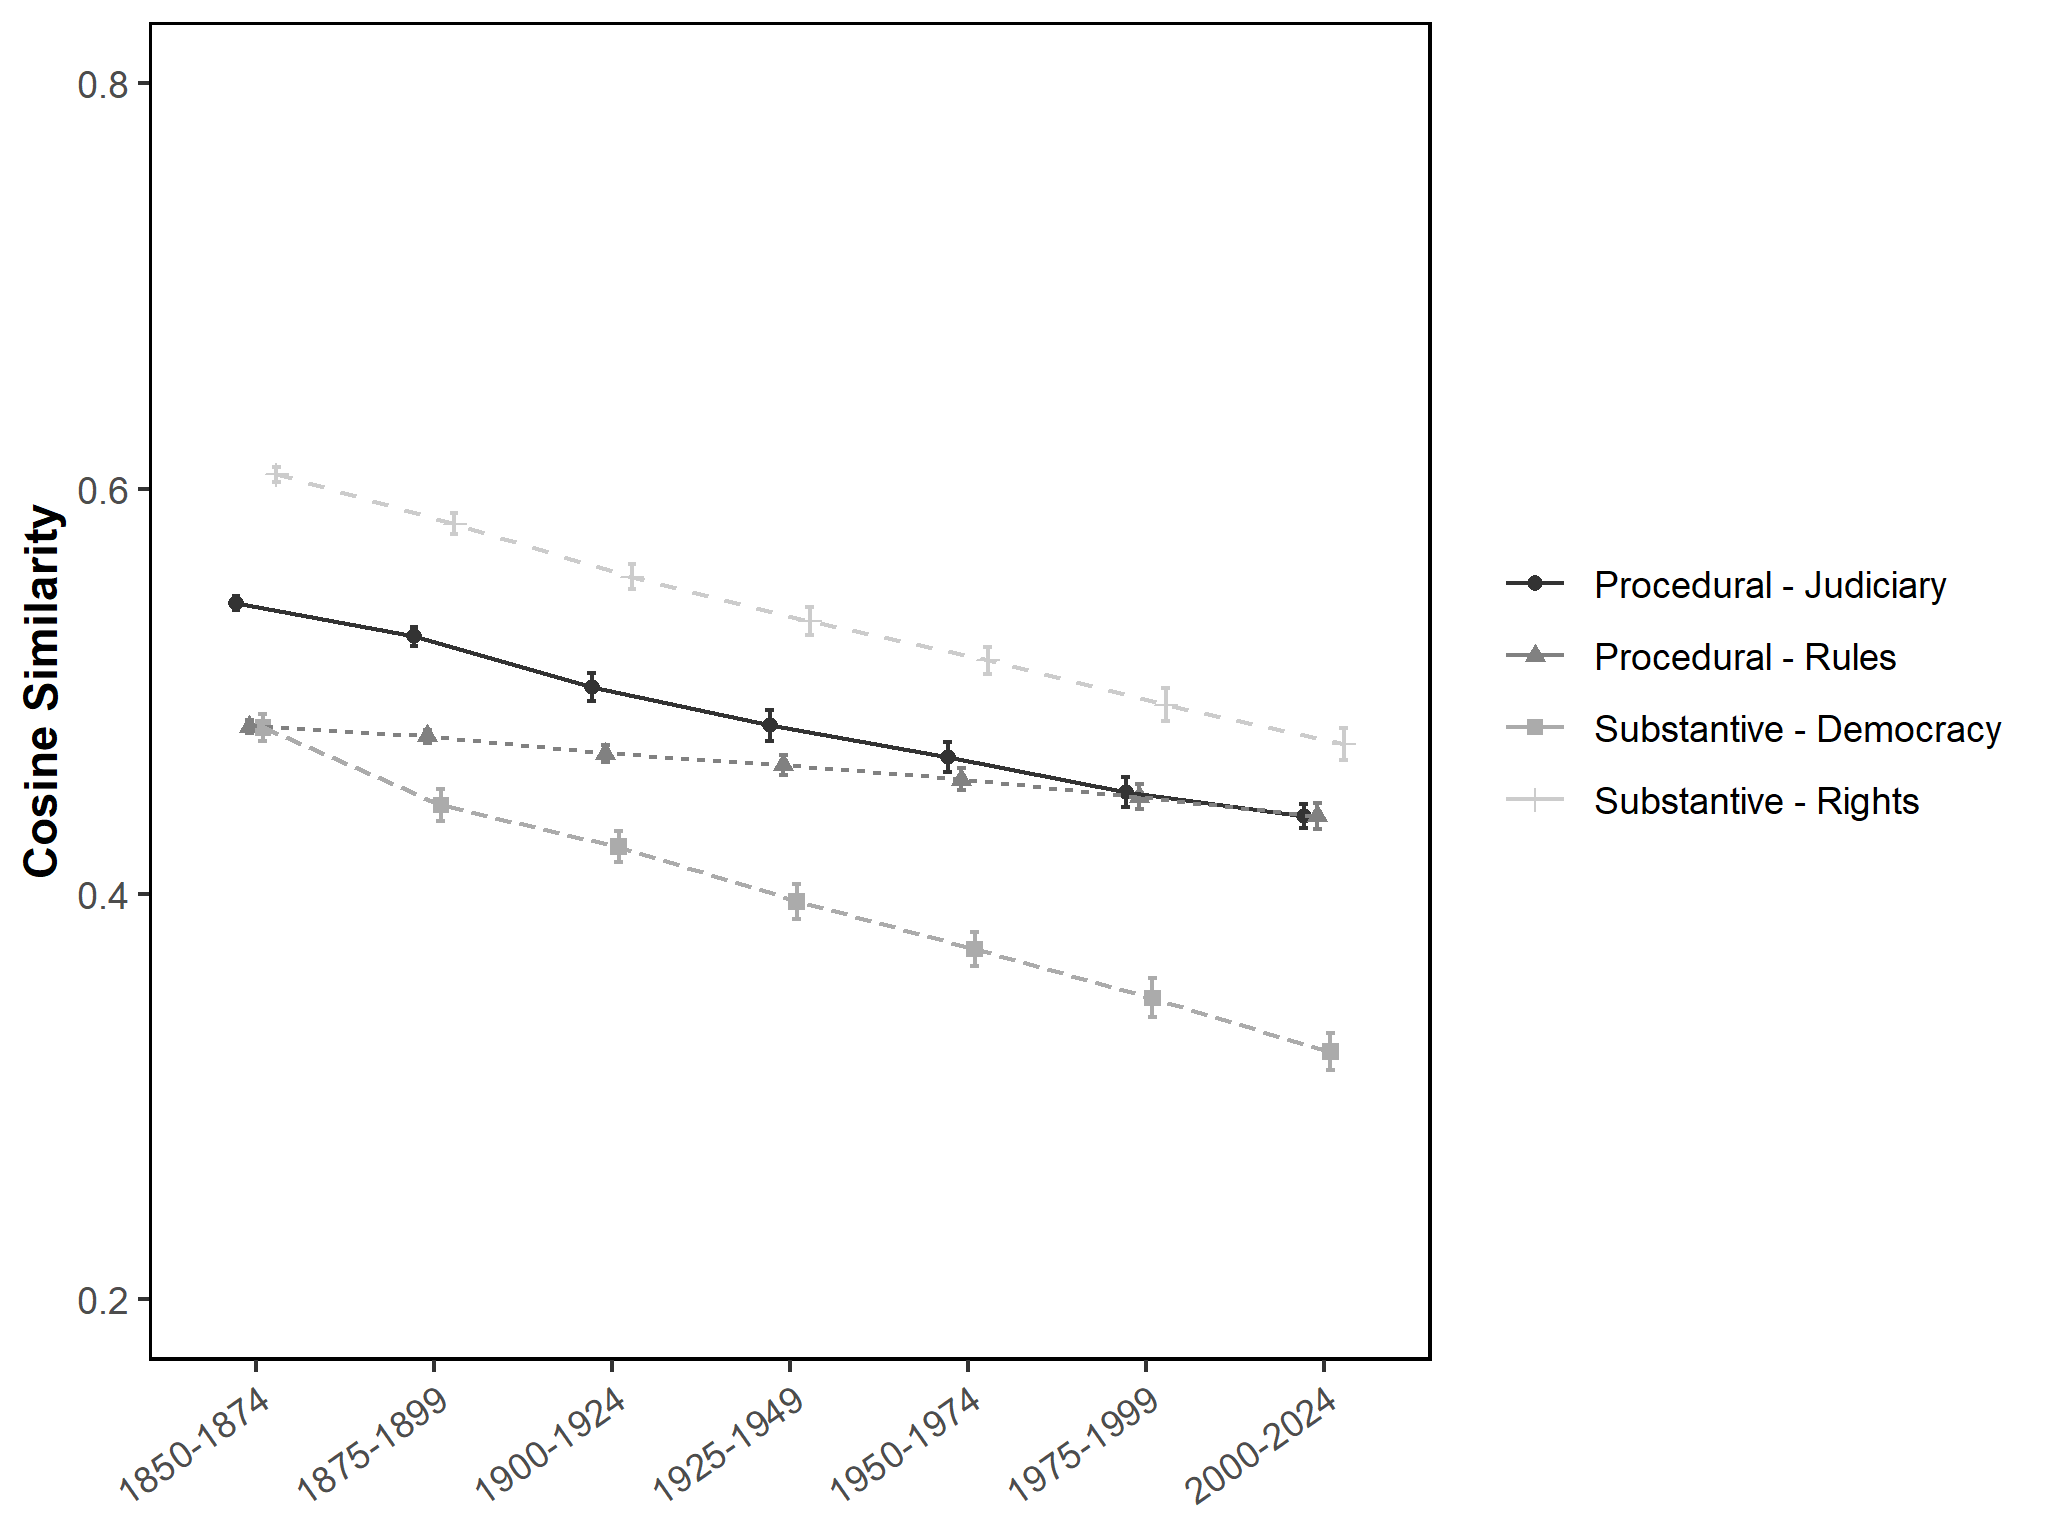 Cosine Similarity
0.8
0.6
0.4
0.2
1850-1874
1875-1899
1900-1924
1925-1949
1950-1974
1975-1999
2000-2024
Procedural - Judiciary
Procedural - Rules
Substantive - Democracy
Substantive - Rights